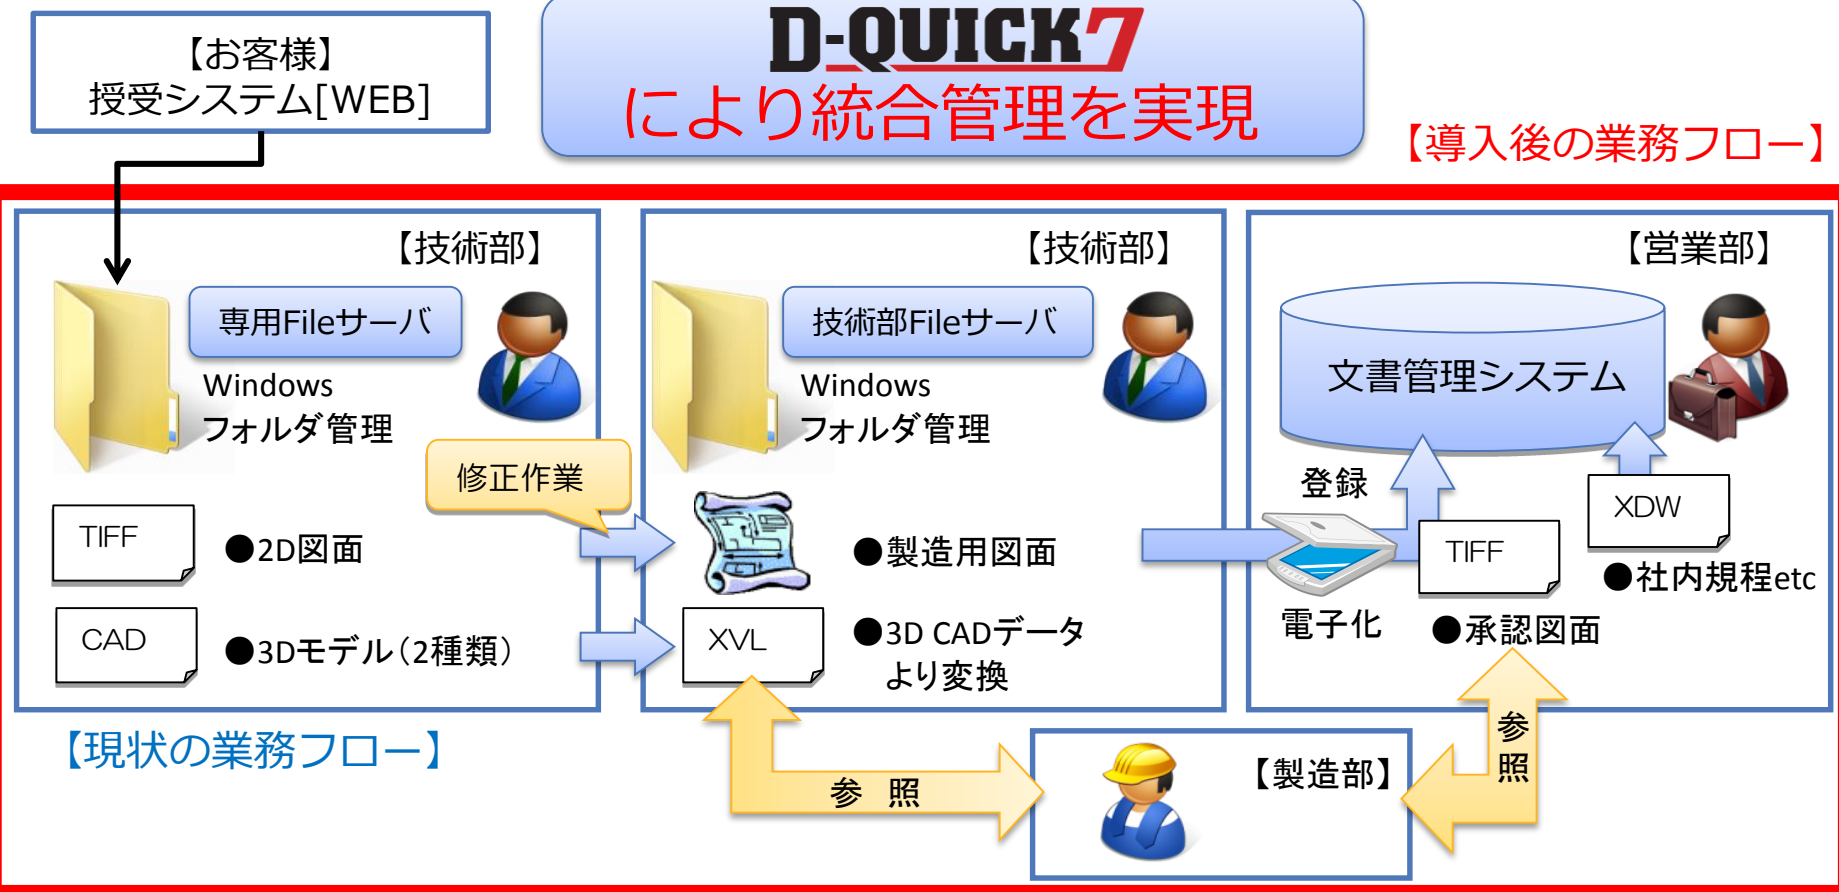 【お客様】
授受システム[WEB]
D-QUICK7
により統合管理を実現
【導入後の業務フロー】
【技術部】
専用Fileサーバ
Windows
フォルダ管理
修正作業
TIFF
●2D図面
CAD
●3Dモデル（2種類）
【技術部】
技術部Fileサーバ
Windows
フォルダ管理
●製造用図面
XVL
●3D CADデータ
より変換
【営業部】
文書管理システム
登録
電子化
TIFF
●承認図面
XDW
●社内規程etc
【現状の業務フロー】
参 照
【製造部】
参
照